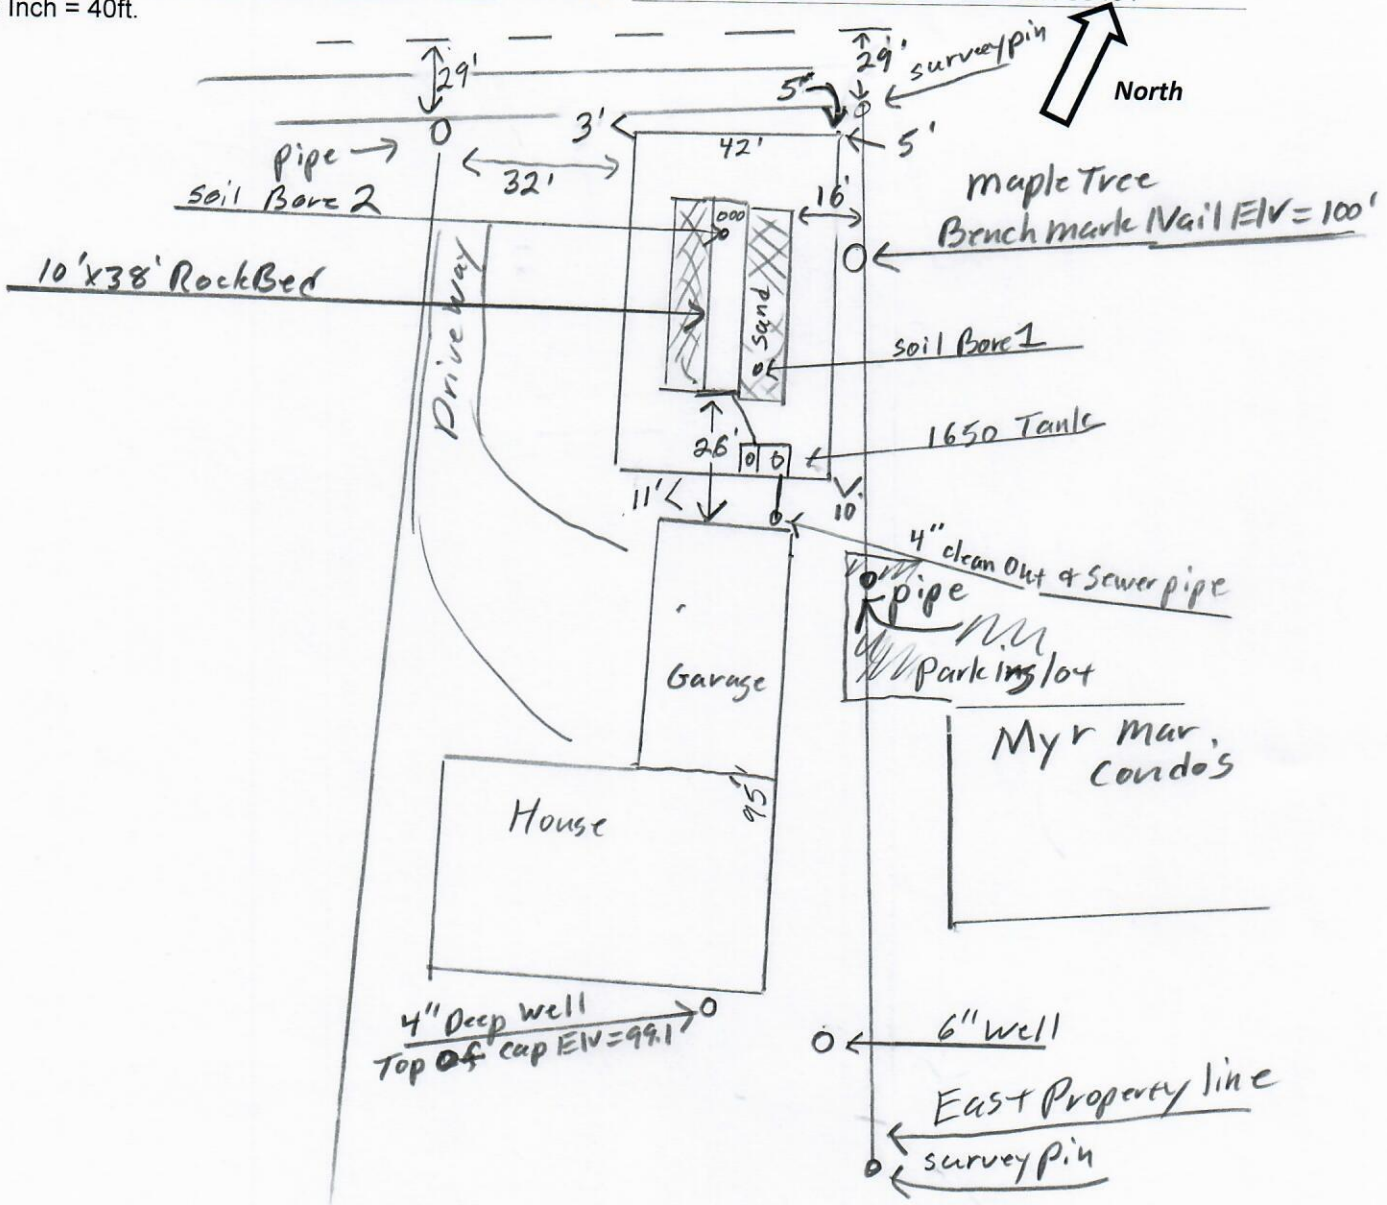 Inch = 40ft.
29'
29'
survey pin
North
5"
3'
42'
5'
pipe
32'
16'
Maple Tree
Bench mark Nail Elv = 100'
soil Bore 2
10'x38' Rock Bed
Driveway
Sand
soil Bore 1
26'
1650 Tank
11'
10'
4" clean Out & Sewer pipe
pipe
Parking lot
Garage
Myr Mar.
Condo's
95'
House
4" Deep well
Top of cap Elv = 99.1
6" well
East Property line
survey pin